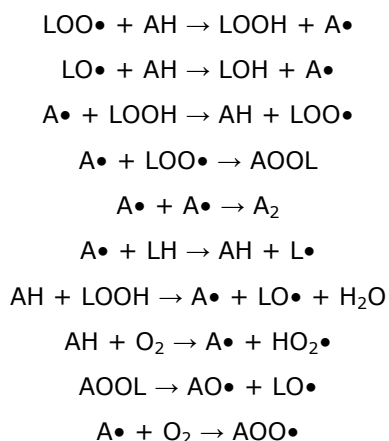 LOO● + AH → LOOH + A●
LO● + AH → LOH + A●
A● + LOOH → AH + LOO●
A● + LOO● → AOOL
A● + A● → A₂
A● + LH → AH + L●
AH + LOOH → A● + LO● + H₂O
AH + O₂ → A● + HO₂●
AOOL → AO● + LO●
A● + O₂ → AOO●